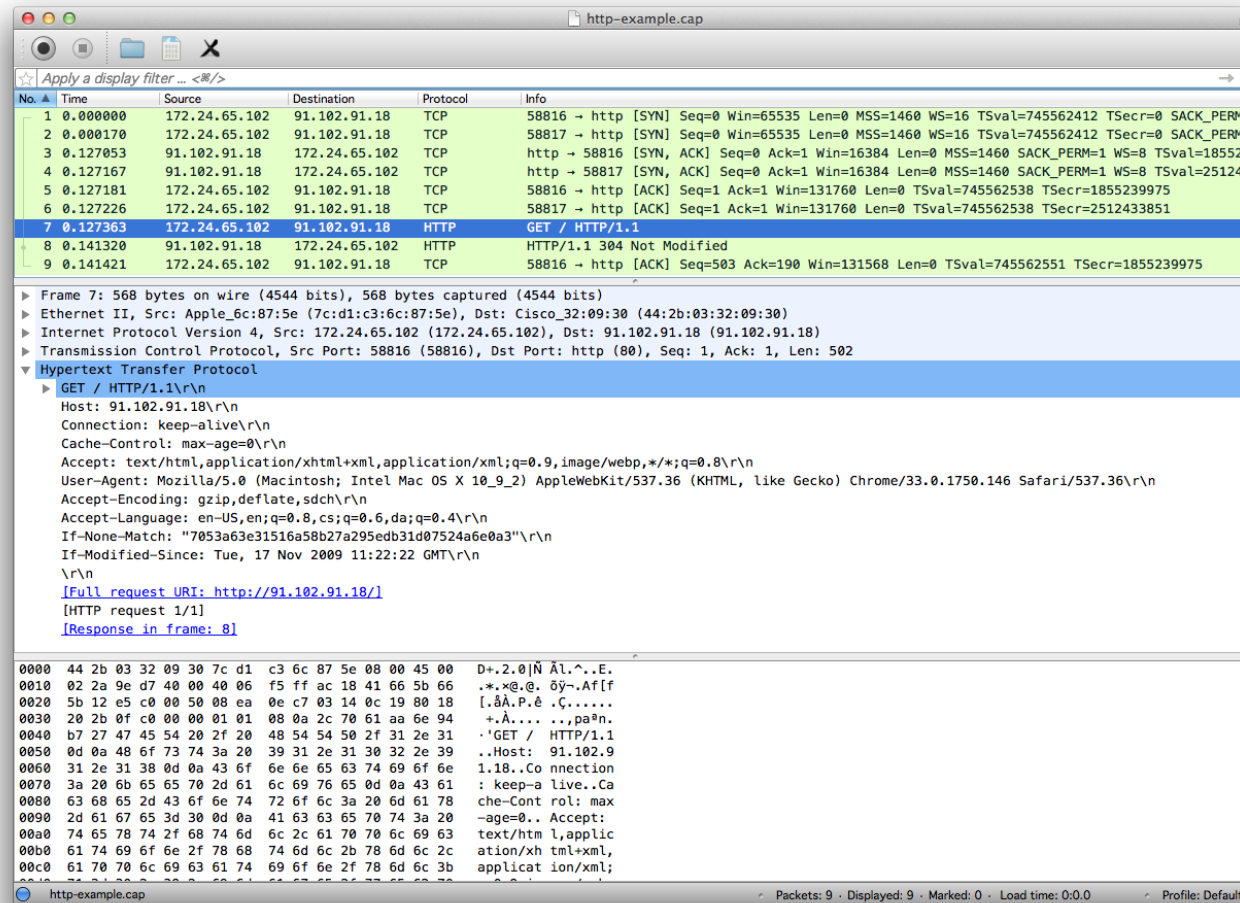 http-example.cap
Apply a display filter ... <⌘/>
No. Time Source Destination Protocol Info
1 0.000000 172.24.65.102 91.102.91.18 TCP 58816 → http [SYN] Seq=0 Win=65535 Len=0 MSS=1460 WS=16 TSval=745562412 TSecr=0 SACK_PERM
2 0.000170 172.24.65.102 91.102.91.18 TCP 58817 → http [SYN] Seq=0 Win=65535 Len=0 MSS=1460 WS=16 TSval=745562412 TSecr=0 SACK_PERM
3 0.127053 91.102.91.18 172.24.65.102 TCP http → 58816 [SYN, ACK] Seq=0 Ack=1 Win=16384 Len=0 MSS=1460 SACK_PERM=1 WS=8 TSval=18552
4 0.127167 91.102.91.18 172.24.65.102 TCP http → 58817 [SYN, ACK] Seq=0 Ack=1 Win=16384 Len=0 MSS=1460 SACK_PERM=1 WS=8 TSval=25124
5 0.127181 172.24.65.102 91.102.91.18 TCP 58816 → http [ACK] Seq=1 Ack=1 Win=131760 Len=0 TSval=745562538 TSecr=1855239975
6 0.127226 172.24.65.102 91.102.91.18 TCP 58817 → http [ACK] Seq=1 Ack=1 Win=131760 Len=0 TSval=745562538 TSecr=2512433851
7 0.127363 172.24.65.102 91.102.91.18 HTTP GET / HTTP/1.1
8 0.141320 91.102.91.18 172.24.65.102 HTTP HTTP/1.1 304 Not Modified
9 0.141421 172.24.65.102 91.102.91.18 TCP 58816 → http [ACK] Seq=503 Ack=190 Win=131568 Len=0 TSval=745562551 TSecr=1855239975
Frame 7: 568 bytes on wire (4544 bits), 568 bytes captured (4544 bits)
Ethernet II, Src: Apple_6c:87:5e (7c:d1:c3:6c:87:5e), Dst: Cisco_32:09:30 (44:2b:03:32:09:30)
Internet Protocol Version 4, Src: 172.24.65.102 (172.24.65.102), Dst: 91.102.91.18 (91.102.91.18)
Transmission Control Protocol, Src Port: 58816 (58816), Dst Port: http (80), Seq: 1, Ack: 1, Len: 502
Hypertext Transfer Protocol
GET / HTTP/1.1\r\n
Host: 91.102.91.18\r\n
Connection: keep-alive\r\n
Cache-Control: max-age=0\r\n
Accept: text/html,application/xhtml+xml,application/xml;q=0.9,image/webp,*/*;q=0.8\r\n
User-Agent: Mozilla/5.0 (Macintosh; Intel Mac OS X 10_9_2) AppleWebKit/537.36 (KHTML, like Gecko) Chrome/33.0.1750.146 Safari/537.36\r\n
Accept-Encoding: gzip,deflate,sdch\r\n
Accept-Language: en-US,en;q=0.8,cs;q=0.6,da;q=0.4\r\n
If-None-Match: "7053a63e31516a58b27a295edb31d07524a6e0a3"\r\n
If-Modified-Since: Tue, 17 Nov 2009 11:22:22 GMT\r\n
\r\n
[Full request URI: http://91.102.91.18/]
[HTTP request 1/1]
[Response in frame: 8]
0000 44 2b 03 32 09 30 7c d1 c3 6c 87 5e 08 00 45 00 D+.2.0|Ñ Ãl.^..E.
0010 02 2a 9e d7 40 00 40 06 f5 ff ac 18 41 66 5b 66 .*.×@.@. õÿ¬.Af[f
0020 5b 12 e5 c0 00 50 08 ea 0e c7 03 14 0c 19 80 18 [.åÀ.P.ê .Ç......
0030 20 2b 0f c0 00 00 01 01 08 0a 2c 70 61 aa 6e 94 +.À.... ..,paªn.
0040 b7 27 47 45 54 20 2f 20 48 54 54 50 2f 31 2e 31 ·'GET / HTTP/1.1
0050 0d 0a 48 6f 73 74 3a 20 39 31 2e 31 30 32 2e 39 ..Host: 91.102.9
0060 31 2e 31 38 0d 0a 43 6f 6e 6e 65 63 74 69 6f 6e 1.18..Co nnection
0070 3a 20 6b 65 65 70 2d 61 6c 69 76 65 0d 0a 43 61 : keep-a live..Ca
0080 63 68 65 2d 43 6f 6e 74 72 6f 6c 3a 20 6d 61 78 che-Cont rol: max
0090 2d 61 67 65 3d 30 0d 0a 41 63 63 65 70 74 3a 20 -age=0.. Accept:
00a0 74 65 78 74 2f 68 74 6d 6c 2c 61 70 70 6c 69 63 text/htm l,applic
00b0 61 74 69 6f 6e 2f 78 68 74 6d 6c 2b 78 6d 6c 2c ation/xh tml+xml,
00c0 61 70 70 6c 69 63 61 74 69 6f 6e 2f 78 6d 6c 3b applicat ion/xml;
http-example.cap Packets: 9 · Displayed: 9 · Marked: 0 · Load time: 0:0.0 Profile: Default